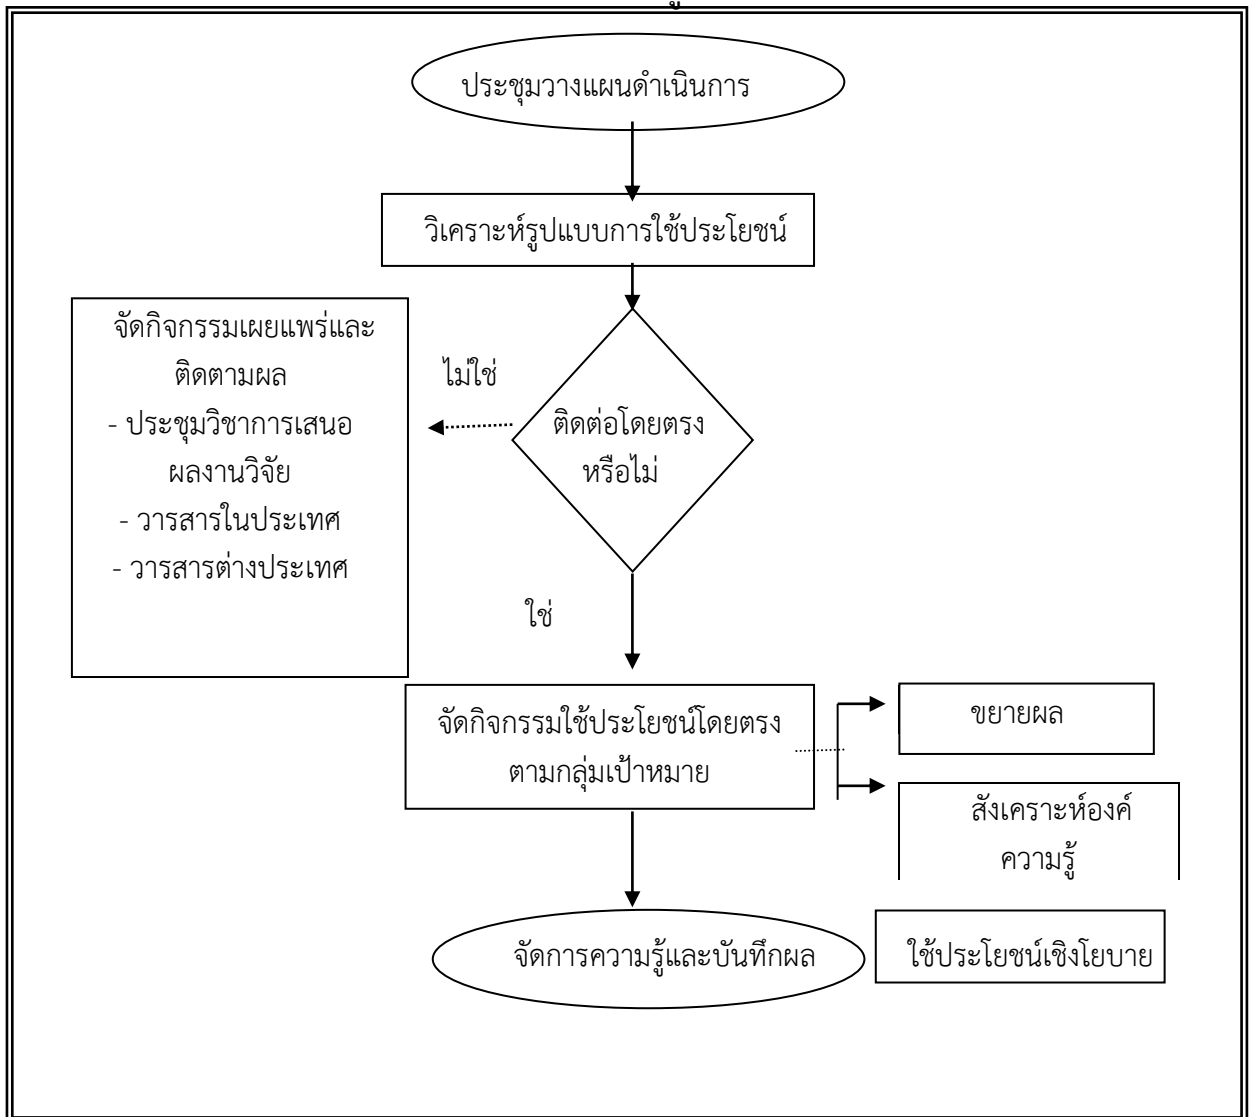 ประชุมวางแผนดำเนินการ
วิเคราะห์รูปแบบการใช้ประโยชน์
จัดกิจกรรมเผยแพร่และ
ติดตามผล
- ประชุมวิชาการเสนอ
ผลงานวิจัย
- วารสารในประเทศ
- วารสารต่างประเทศ
ไม่ใช่
ติดต่อโดยตรง
หรือไม่
ใช่
จัดกิจกรรมใช้ประโยชน์โดยตรง
ตามกลุ่มเป้าหมาย
ขยายผล
สังเคราะห์องค์
ความรู้
จัดการความรู้และบันทึกผล
ใช้ประโยชน์เชิงโยบาย